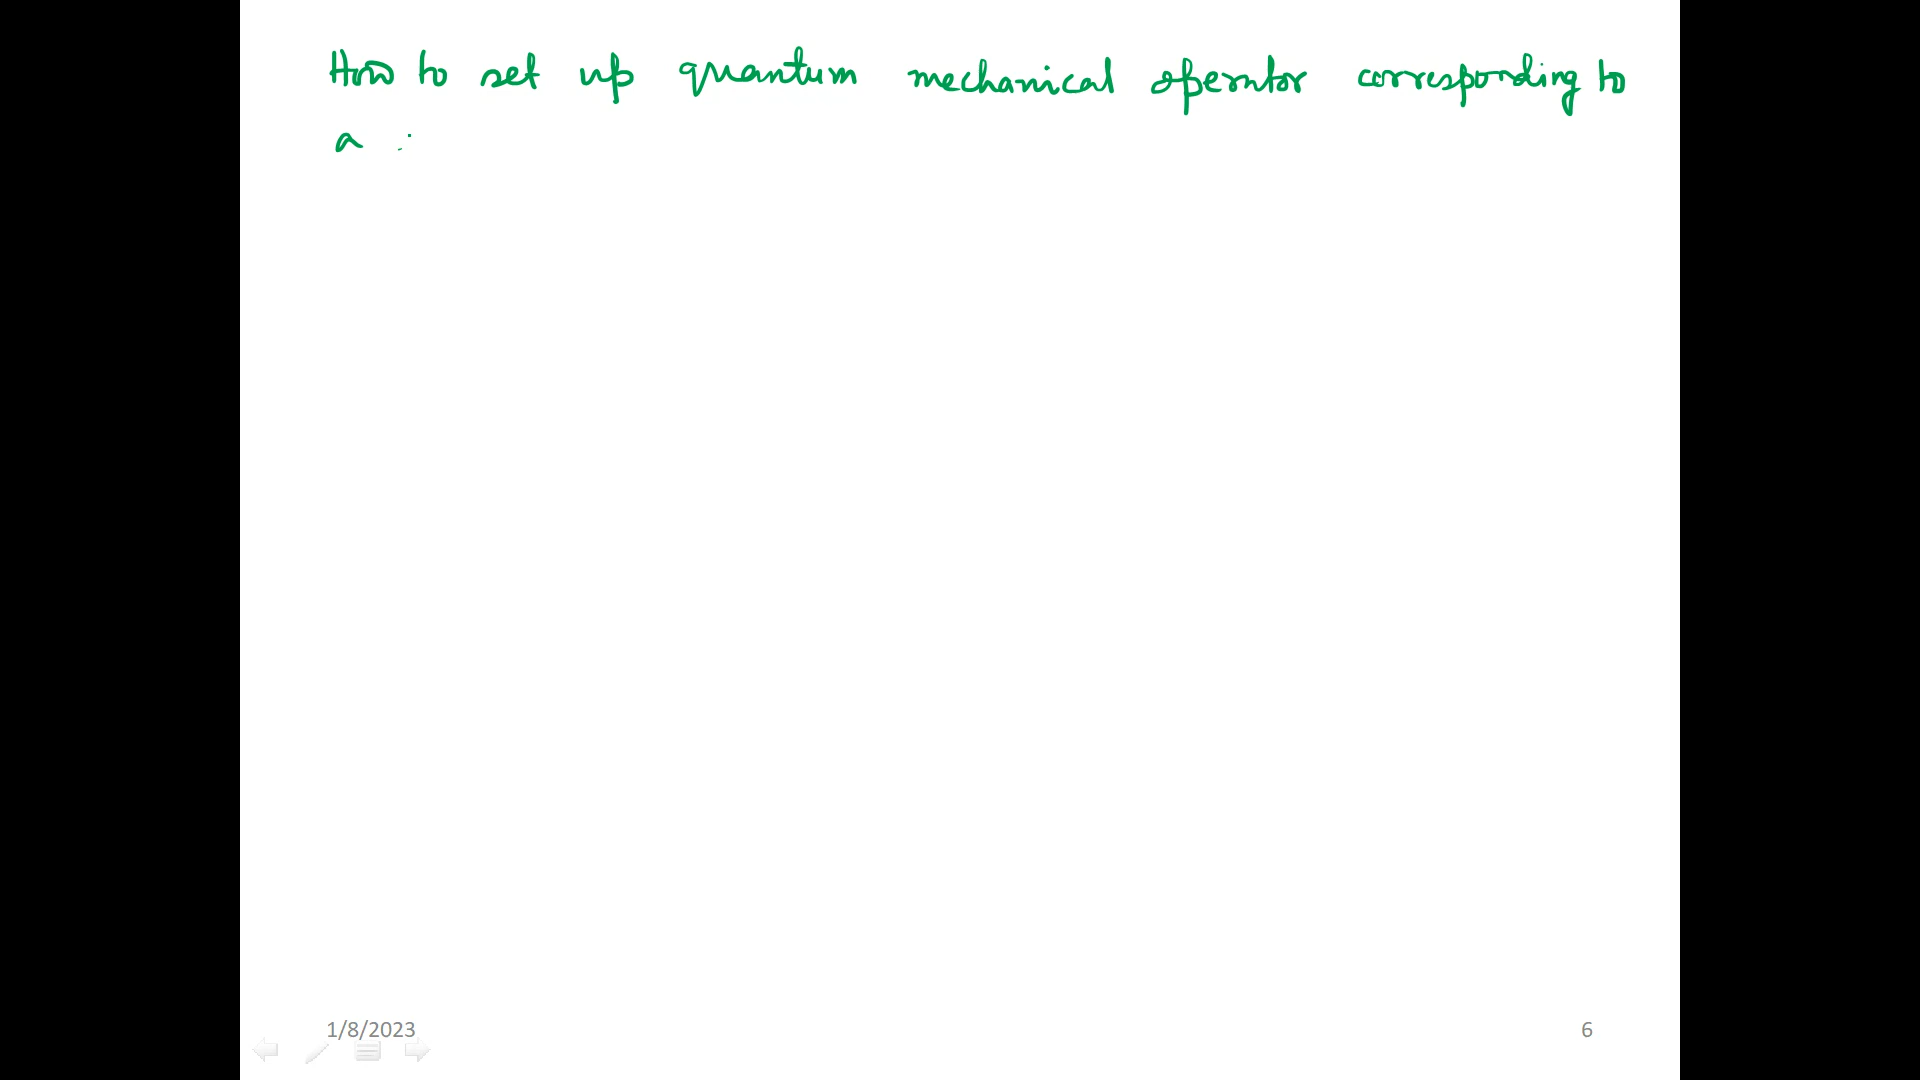 How to set up quantum mechanical operator corresponding to
a
1/8/2023
6